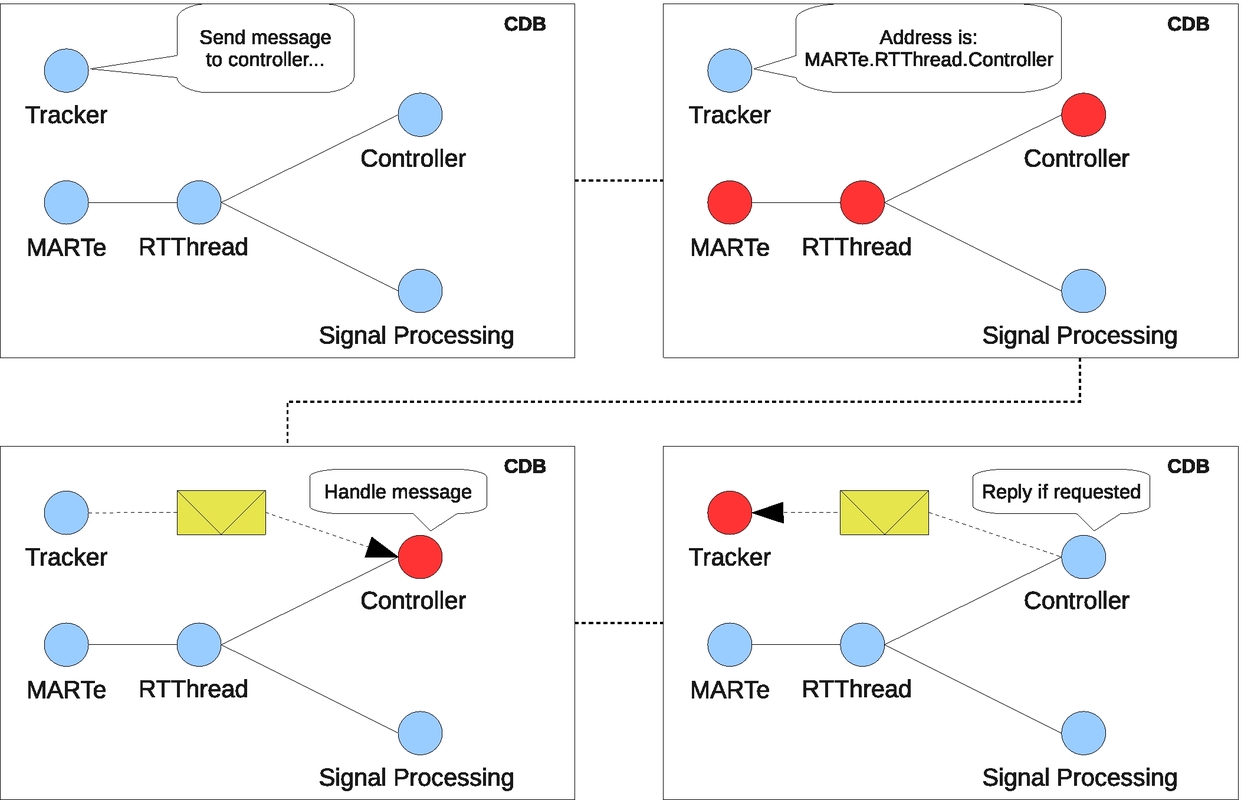 CDB
Send message
to controller...
Tracker
Controller
MARTe
RTThread
Signal Processing
CDB
Address is:
MARTe.RTThread.Controller
Tracker
Controller
MARTe
RTThread
Signal Processing
CDB
Handle message
Tracker
Controller
MARTe
RTThread
Signal Processing
CDB
Reply if requested
Tracker
Controller
MARTe
RTThread
Signal Processing